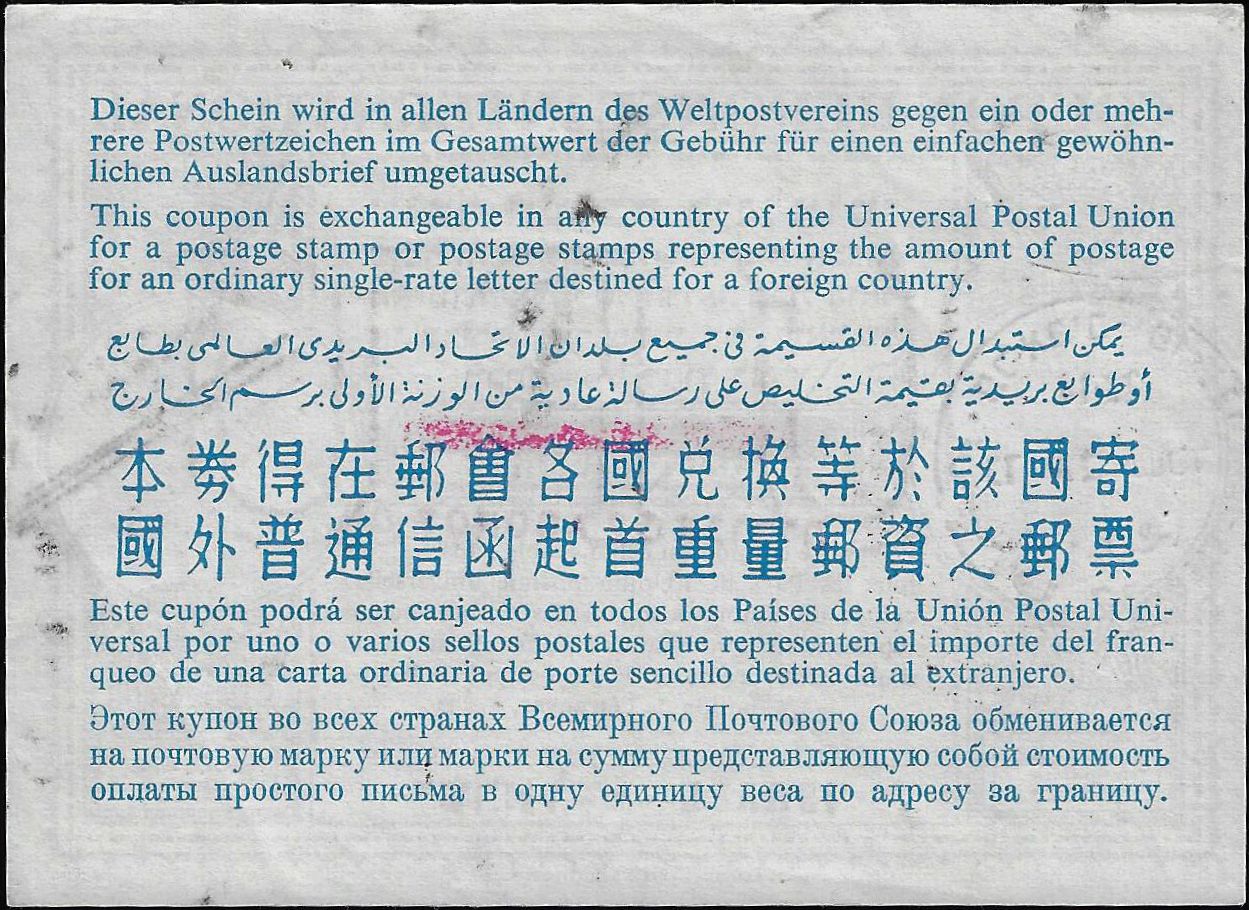 Dieser Schein wird in allen Ländern des Weltpostvereins gegen ein oder meh-
rere Postwertzeichen im Gesamtwert der Gebühr für einen einfachen gewöhn-
lichen Auslandsbrief umgetauscht.
This coupon is exchangeable in any country of the Universal Postal Union
for a postage stamp or postage stamps representing the amount of postage
for an ordinary single-rate letter destined for a foreign country.
يمكن استبدال هذه القسيمة فى جميع بلدان الاتحاد البريدى العالمى بطابع
أو طوابع بريدية بقيمة التخليص على رسالة عادية من الوزنة الأولى برسم الخارج
本券得在郵會各國兌換等於該國寄
國外普通信函起首重量郵資之郵票
Este cupón podrá ser canjeado en todos los Países de la Unión Postal Uni-
versal por uno o varios sellos postales que representen el importe del fran-
queo de una carta ordinaria de porte sencillo destinada al extranjero.
Этот купон во всех странах Всемирного Почтового Союза обменивается
на почтовую марку или марки на сумму представляющую собой стоимость
оплаты простого письма в одну единицу веса по адресу за границу.